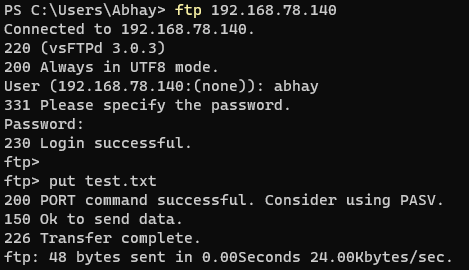 PS C:\Users\Abhay> ftp 192.168.78.140
Connected to 192.168.78.140.
220 (vsFTPd 3.0.3)
200 Always in UTF8 mode.
User (192.168.78.140:(none)): abhay
331 Please specify the password.
Password:
230 Login successful.
ftp>
ftp> put test.txt
200 PORT command successful. Consider using PASV.
150 Ok to send data.
226 Transfer complete.
ftp: 48 bytes sent in 0.00Seconds 24.00Kbytes/sec.